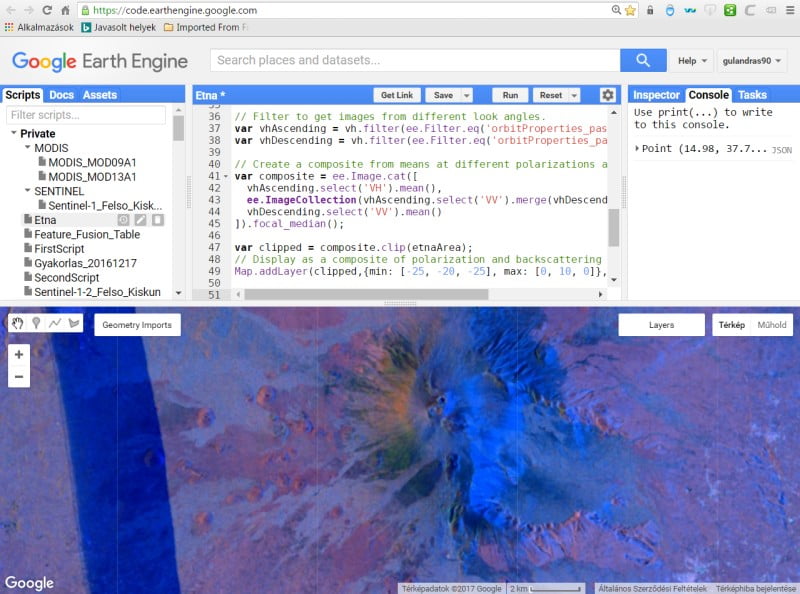 https://code.earthengine.google.com
Alkalmazások
Javasolt helyek
Imported From F
Google Earth Engine
Search places and datasets...
Help
gulandras90
Scripts Docs Assets
Etna *
Get Link
Save
Run
Reset
Inspector Console Tasks
Filter scripts...
Private
MODIS
MODIS_MOD09A1
MODIS_MOD13A1
SENTINEL
Sentinel-1_Felso_Kisk...
Etna
Feature_Fusion_Table
FirstScript
Gyakorlas_20161217
SecondScript
Sentinel-1-2_Felso_Kiskun
36 // Filter to get images from different look angles.
37 var vhAscending = vh.filter(ee.Filter.eq('orbitProperties_pa
38 var vhDescending = vh.filter(ee.Filter.eq('orbitProperties_pa
39
40 // Create a composite from means at different polarizations a
41 var composite = ee.Image.cat([
42 vhAscending.select('VH').mean(),
43 ee.ImageCollection(vhAscending.select('VV').merge(vhDescend
44 vhDescending.select('VV').mean()
45 ]).focal_median();
46
47 var clipped = composite.clip(etnaArea);
48 // Display as a composite of polarization and backscattering
49 Map.addLayer(clipped,{min: [-25, -20, -25], max: [0, 10, 0]},
50
51
Use print(...) to write
to this console.
Point (14.98, 37.7... JSON
Geometry Imports
Layers
Térkép
Műhold
+
−
Google
Térképadatok ©2017 Google
2 km
Általános Szerződési Feltételek
Térképhiba bejelentése